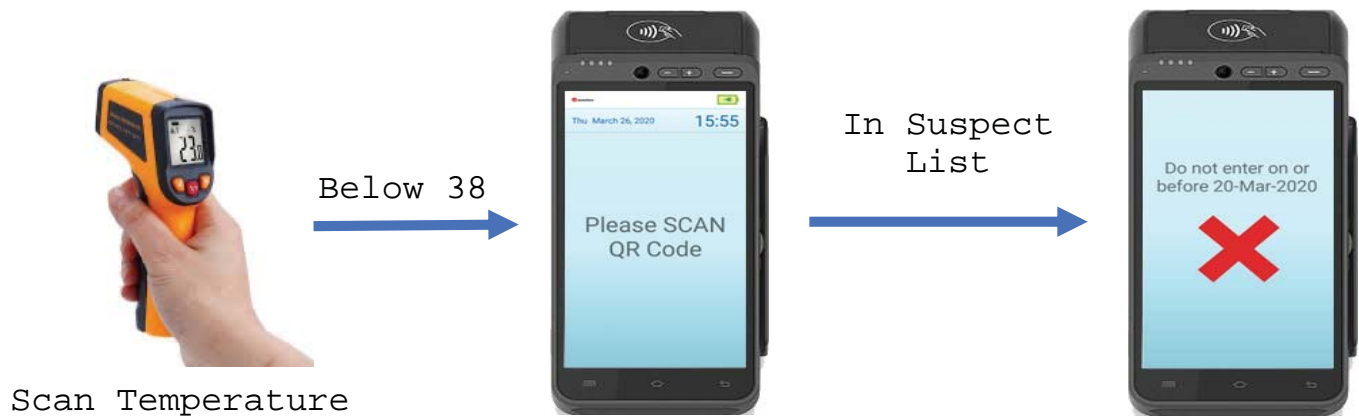 Thu March 26, 2020 15:55
Please SCAN
QR Code
Below 38
In Suspect
List
Do not enter on or
before 20-Mar-2020
Scan Temperature